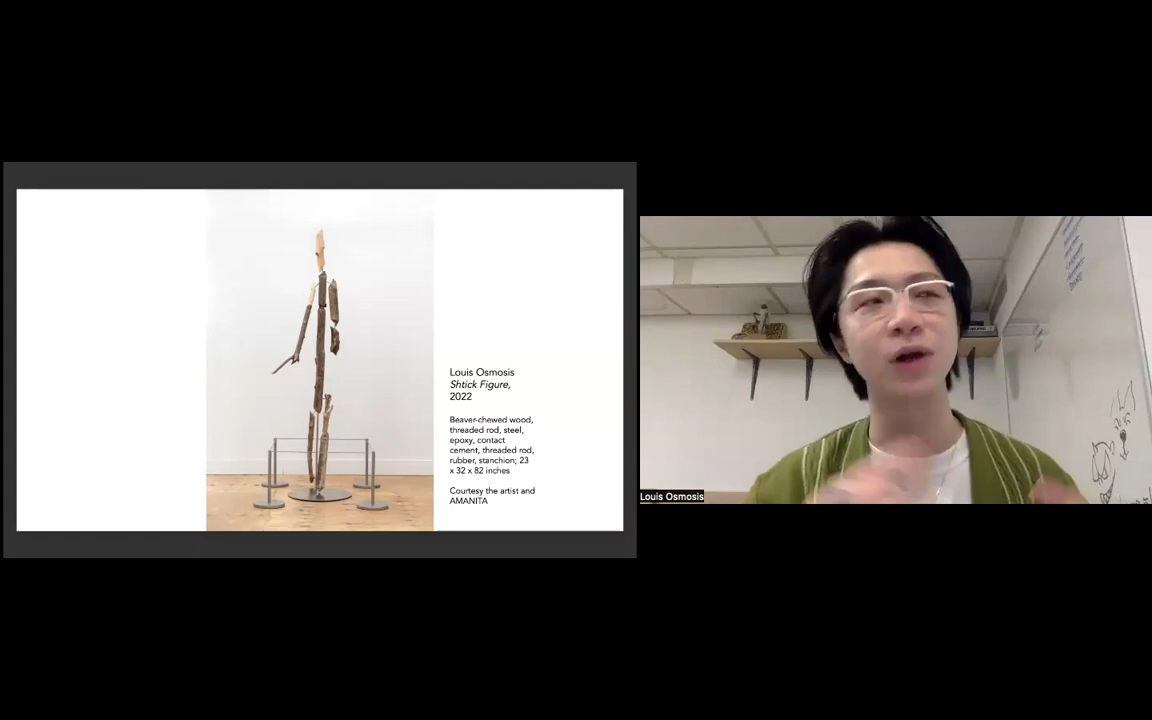 Louis Osmosis
Shtick Figure,
2022
Beaver-chewed wood,
threaded rod, steel,
epoxy, contact
cement, threaded rod,
rubber, stanchion; 23
x 32 x 82 inches
Courtesy the artist and
AMANITA
Louis Osmosis